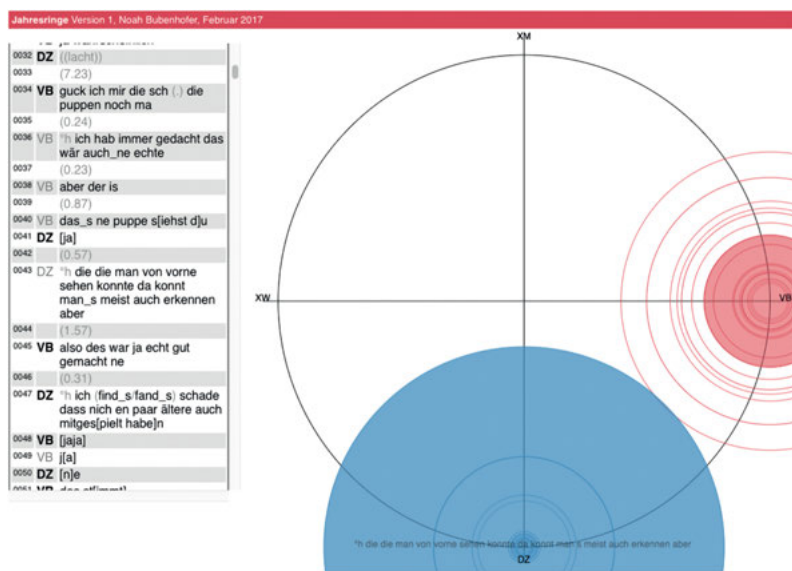 Jahresringe Version 1, Noah Bubenhofer, Februar 2017
0032 DZ ((lacht))
0033 (7.23)
0034 VB guck ich mir die sch (.) die
puppen noch ma
0035 (0.24)
0036 VB °h ich hab immer gedacht das
wär auch_ne echte
0037 (0.23)
0038 VB aber der is
0039 (0.87)
0040 VB das_s ne puppe s[iehst d]u
0041 DZ [ja]
0042 (0.57)
0043 DZ °h die die man von vorne
sehen konnte da konnt
man_s meist auch erkennen
aber
0044 (1.57)
0045 VB also des war ja echt gut
gemacht ne
0046 (0.31)
0047 DZ °h ich (find_s/fand_s) schade
dass nich en paar ältere auch
mitges[pielt habe]n
0048 VB [jaja]
0049 VB j[a]
0050 DZ [n]e
0051 VB
XM
XW
VB
°h die die man von vorne sehen konnte da konnt man_s meist auch erkennen aber
DZ